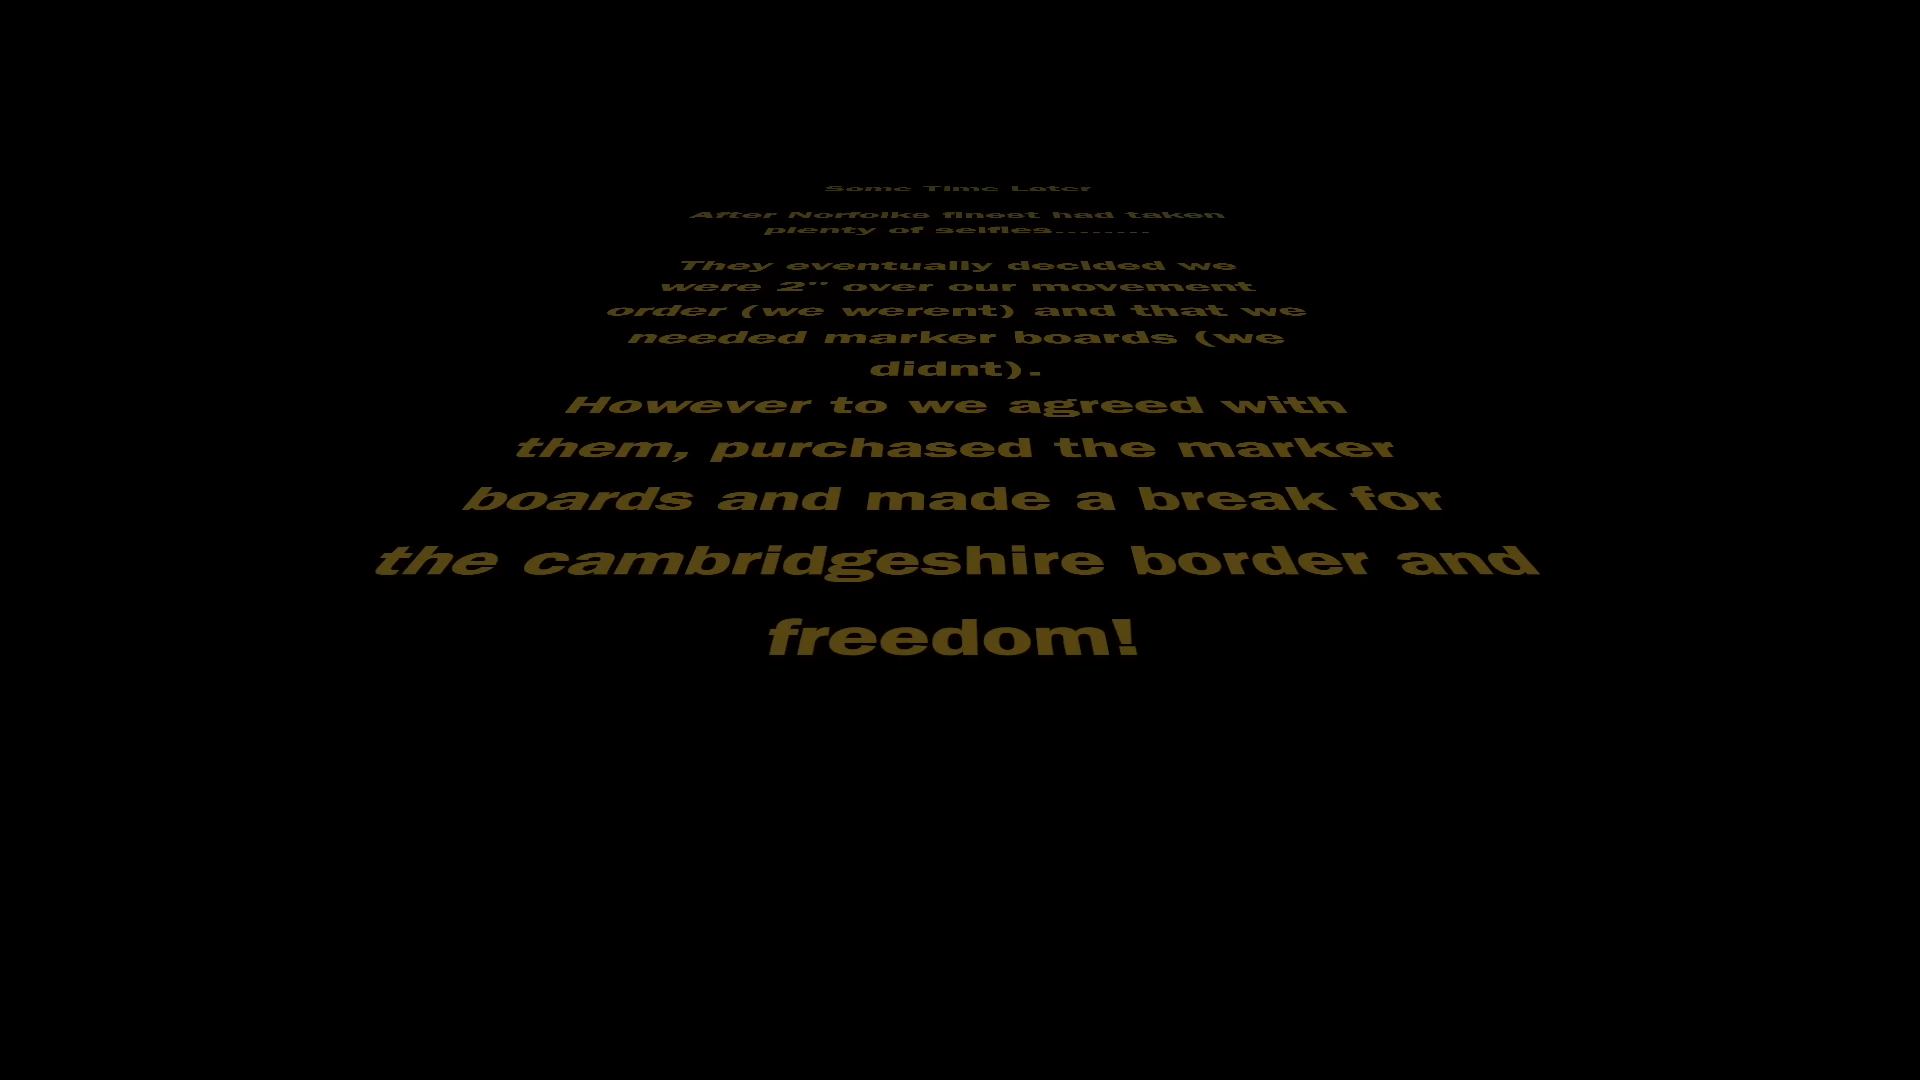 Some Time Later
After Norfolks finest had taken
plenty of selfies........
They eventually decided we
were 2" over our movement
order (we werent) and that we
needed marker boards (we
didnt).
However to we agreed with
them, purchased the marker
boards and made a break for
the cambridgeshire border and
freedom!